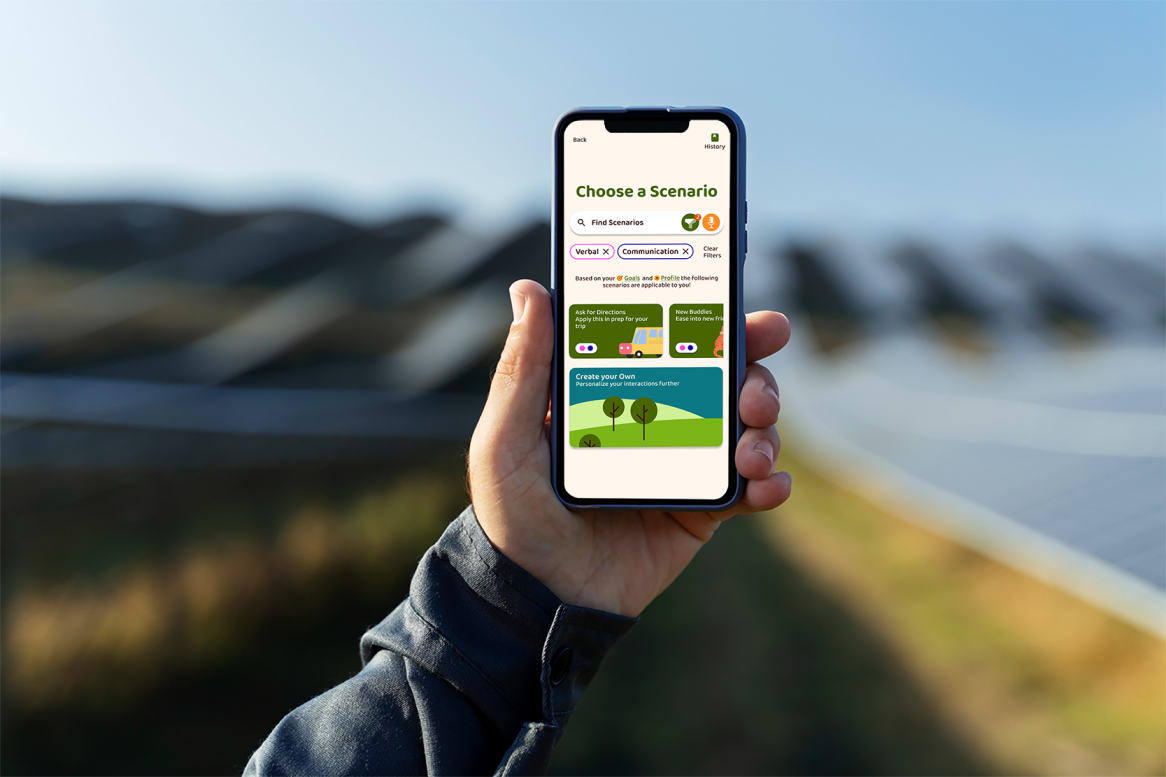 Back
History
Choose a Scenario
Find Scenarios
2
Verbal
Communication
Clear
Filters
Based on your Goals and Profile the following
scenarios are applicable to you!
Ask for Directions
Apply this in prep for your
trip
New Buddies
Ease into new frie
Create your Own
Personalize your interactions further